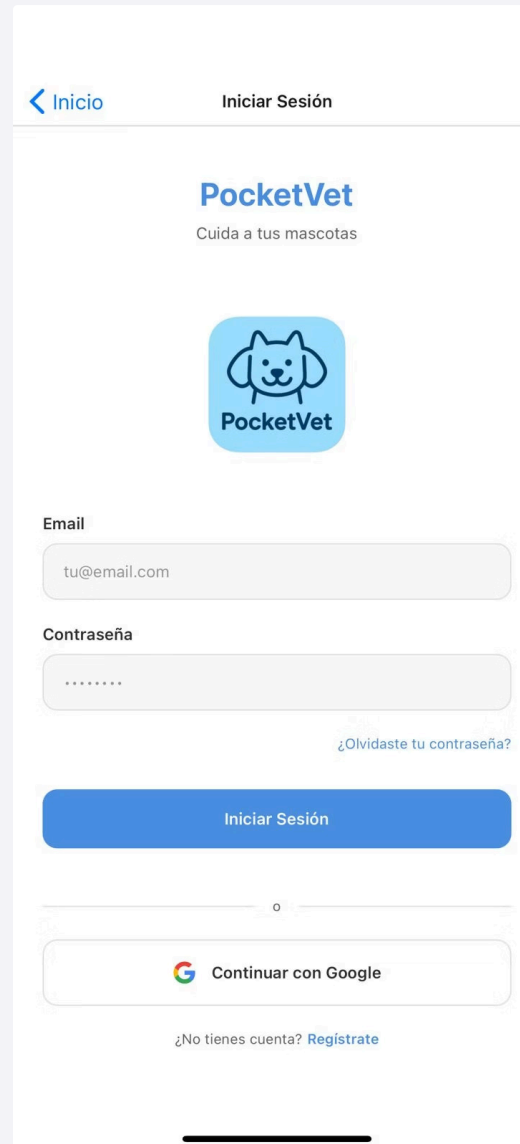 Inicio
Iniciar Sesión
PocketVet
Cuida a tus mascotas
PocketVet
Email
tu@email.com
Contraseña
........
¿Olvidaste tu contraseña?
Iniciar Sesión
o
Continuar con Google
¿No tienes cuenta? Regístrate